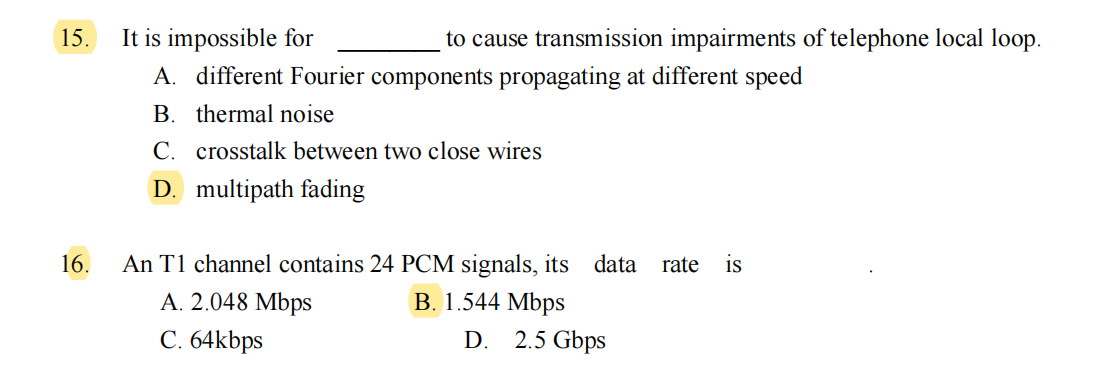 15. It is impossible for ________ to cause transmission impairments of telephone local loop.
A. different Fourier components propagating at different speed
B. thermal noise
C. crosstalk between two close wires
D. multipath fading
16. An T1 channel contains 24 PCM signals, its data rate is .
A. 2.048 Mbps B. 1.544 Mbps
C. 64kbps D. 2.5 Gbps